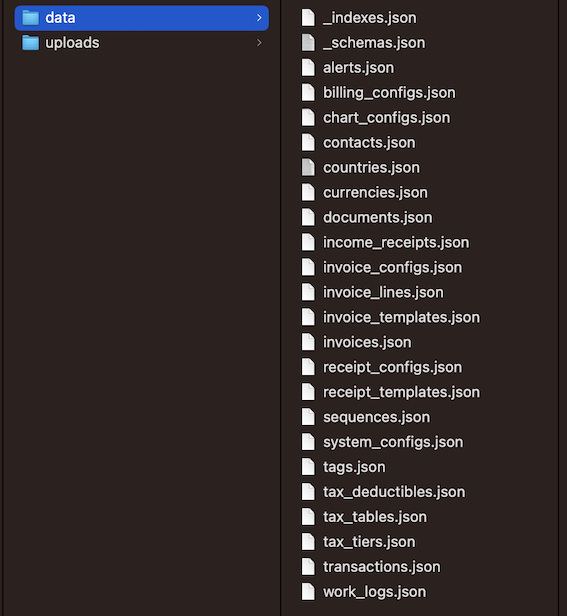 data
uploads
_indexes.json
_schemas.json
alerts.json
billing_configs.json
chart_configs.json
contacts.json
countries.json
currencies.json
documents.json
income_receipts.json
invoice_configs.json
invoice_lines.json
invoice_templates.json
invoices.json
receipt_configs.json
receipt_templates.json
sequences.json
system_configs.json
tags.json
tax_deductibles.json
tax_tables.json
tax_tiers.json
transactions.json
work_logs.json